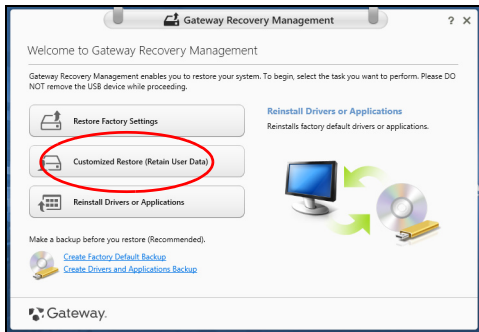 Gateway Recovery Management
? X
Welcome to Gateway Recovery Management
Gateway Recovery Management enables you to restore your system. To begin, select the task you want to perform. Please DO
NOT remove the USB device while proceeding.
Restore Factory Settings
Customized Restore (Retain User Data)
Reinstall Drivers or Applications
Reinstall Drivers or Applications
Reinstalls factory default drivers or applications.
Make a backup before you restore (Recommended).
Create Factory Default Backup
Create Drivers and Applications Backup
Gateway.